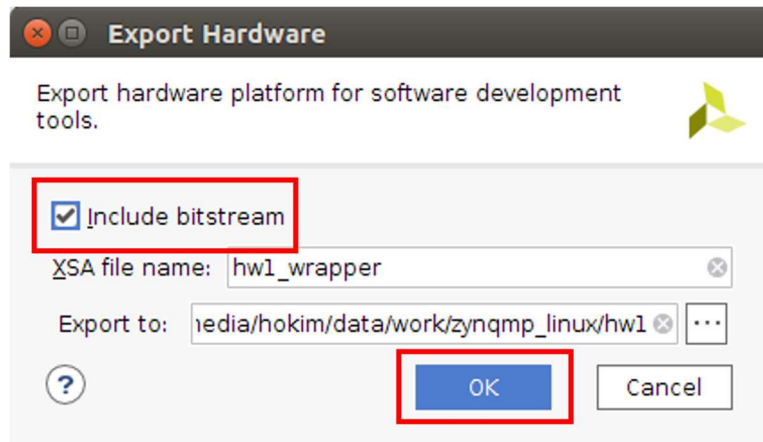 Export Hardware
Export hardware platform for software development
tools.
Include bitstream
XSA file name: hw1_wrapper
Export to: nedia/hokim/data/work/zynqmp_linux/hw1 ...
?
OK Cancel